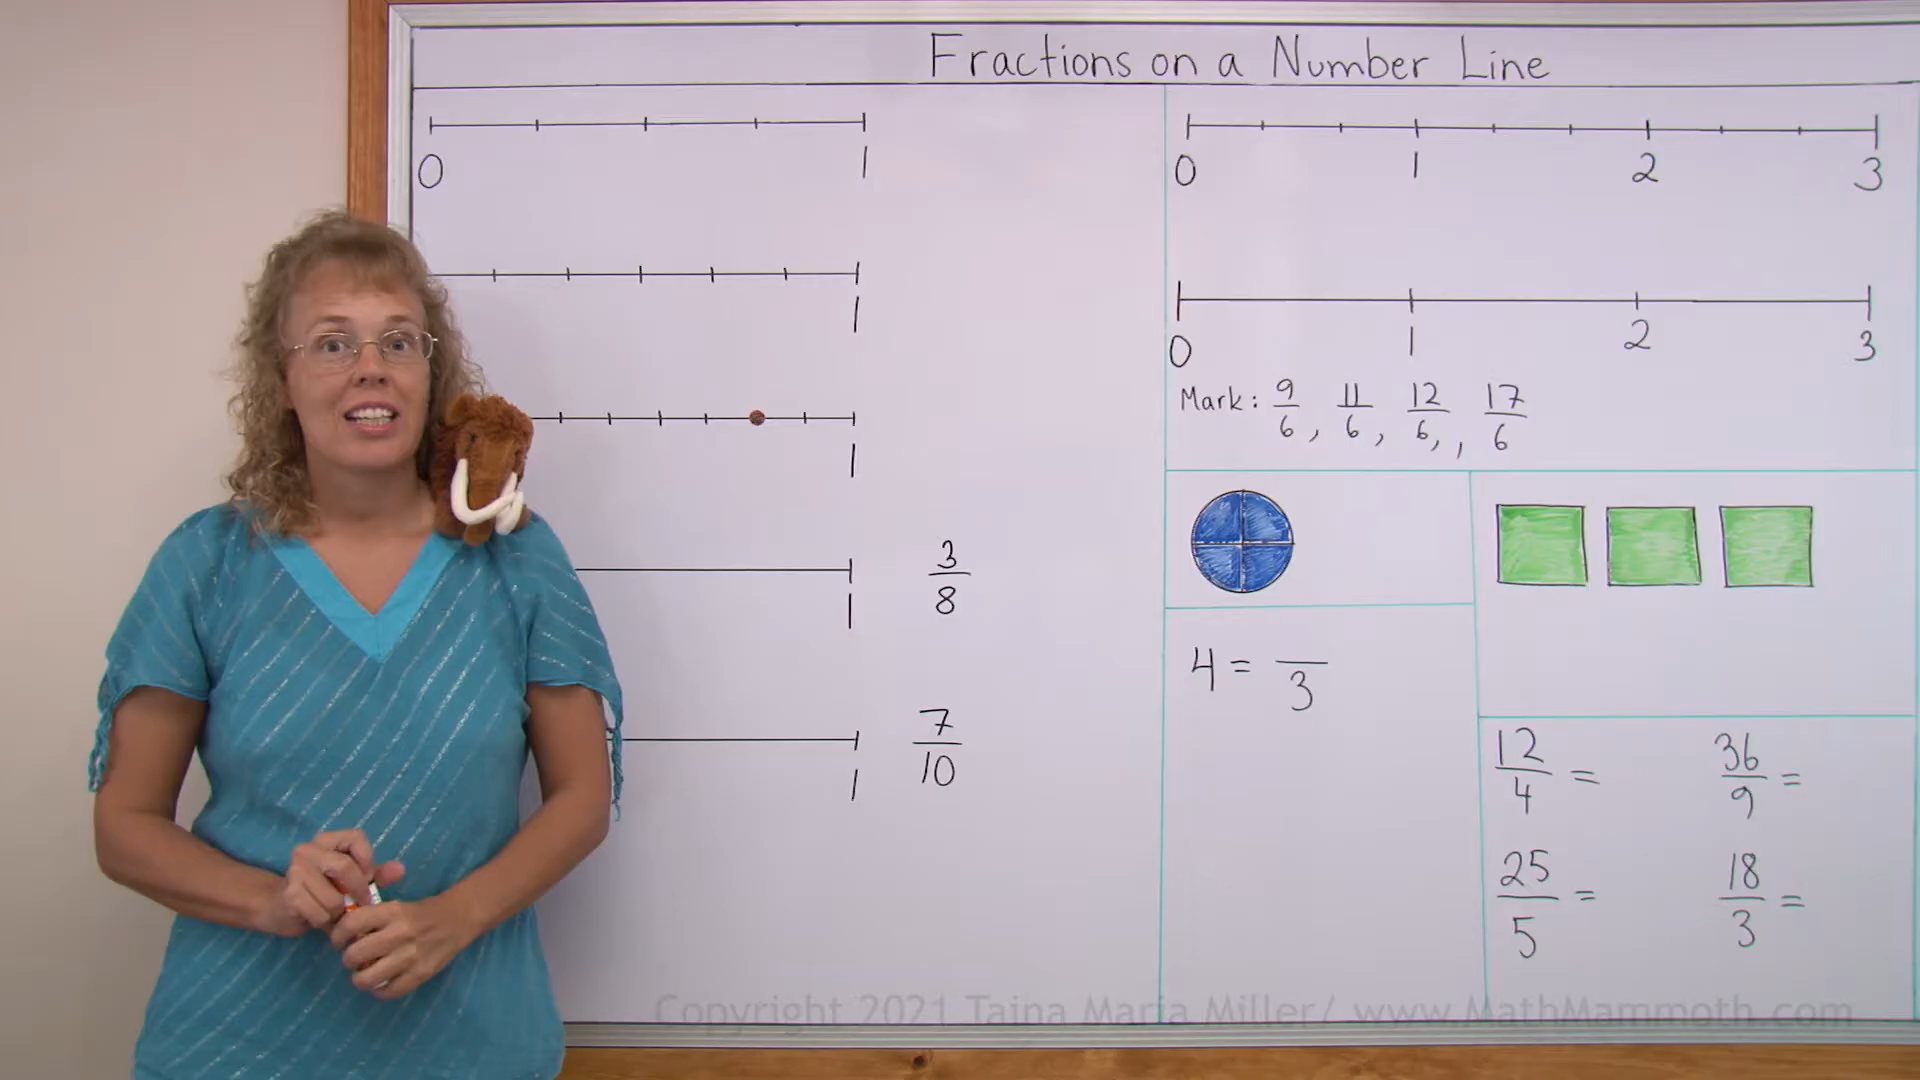 Fractions on a Number Line
0 1
1
1
1
3/8
1
7/10
0 1 2 3
0 1 2 3
Mark: 9/6, 11/6, 12/6,, 17/6
4 = __/3
12/4 = 36/9 =
25/5 = 18/3 =
Copyright 2021 Taina Maria Miller/ www.MathMammoth.com